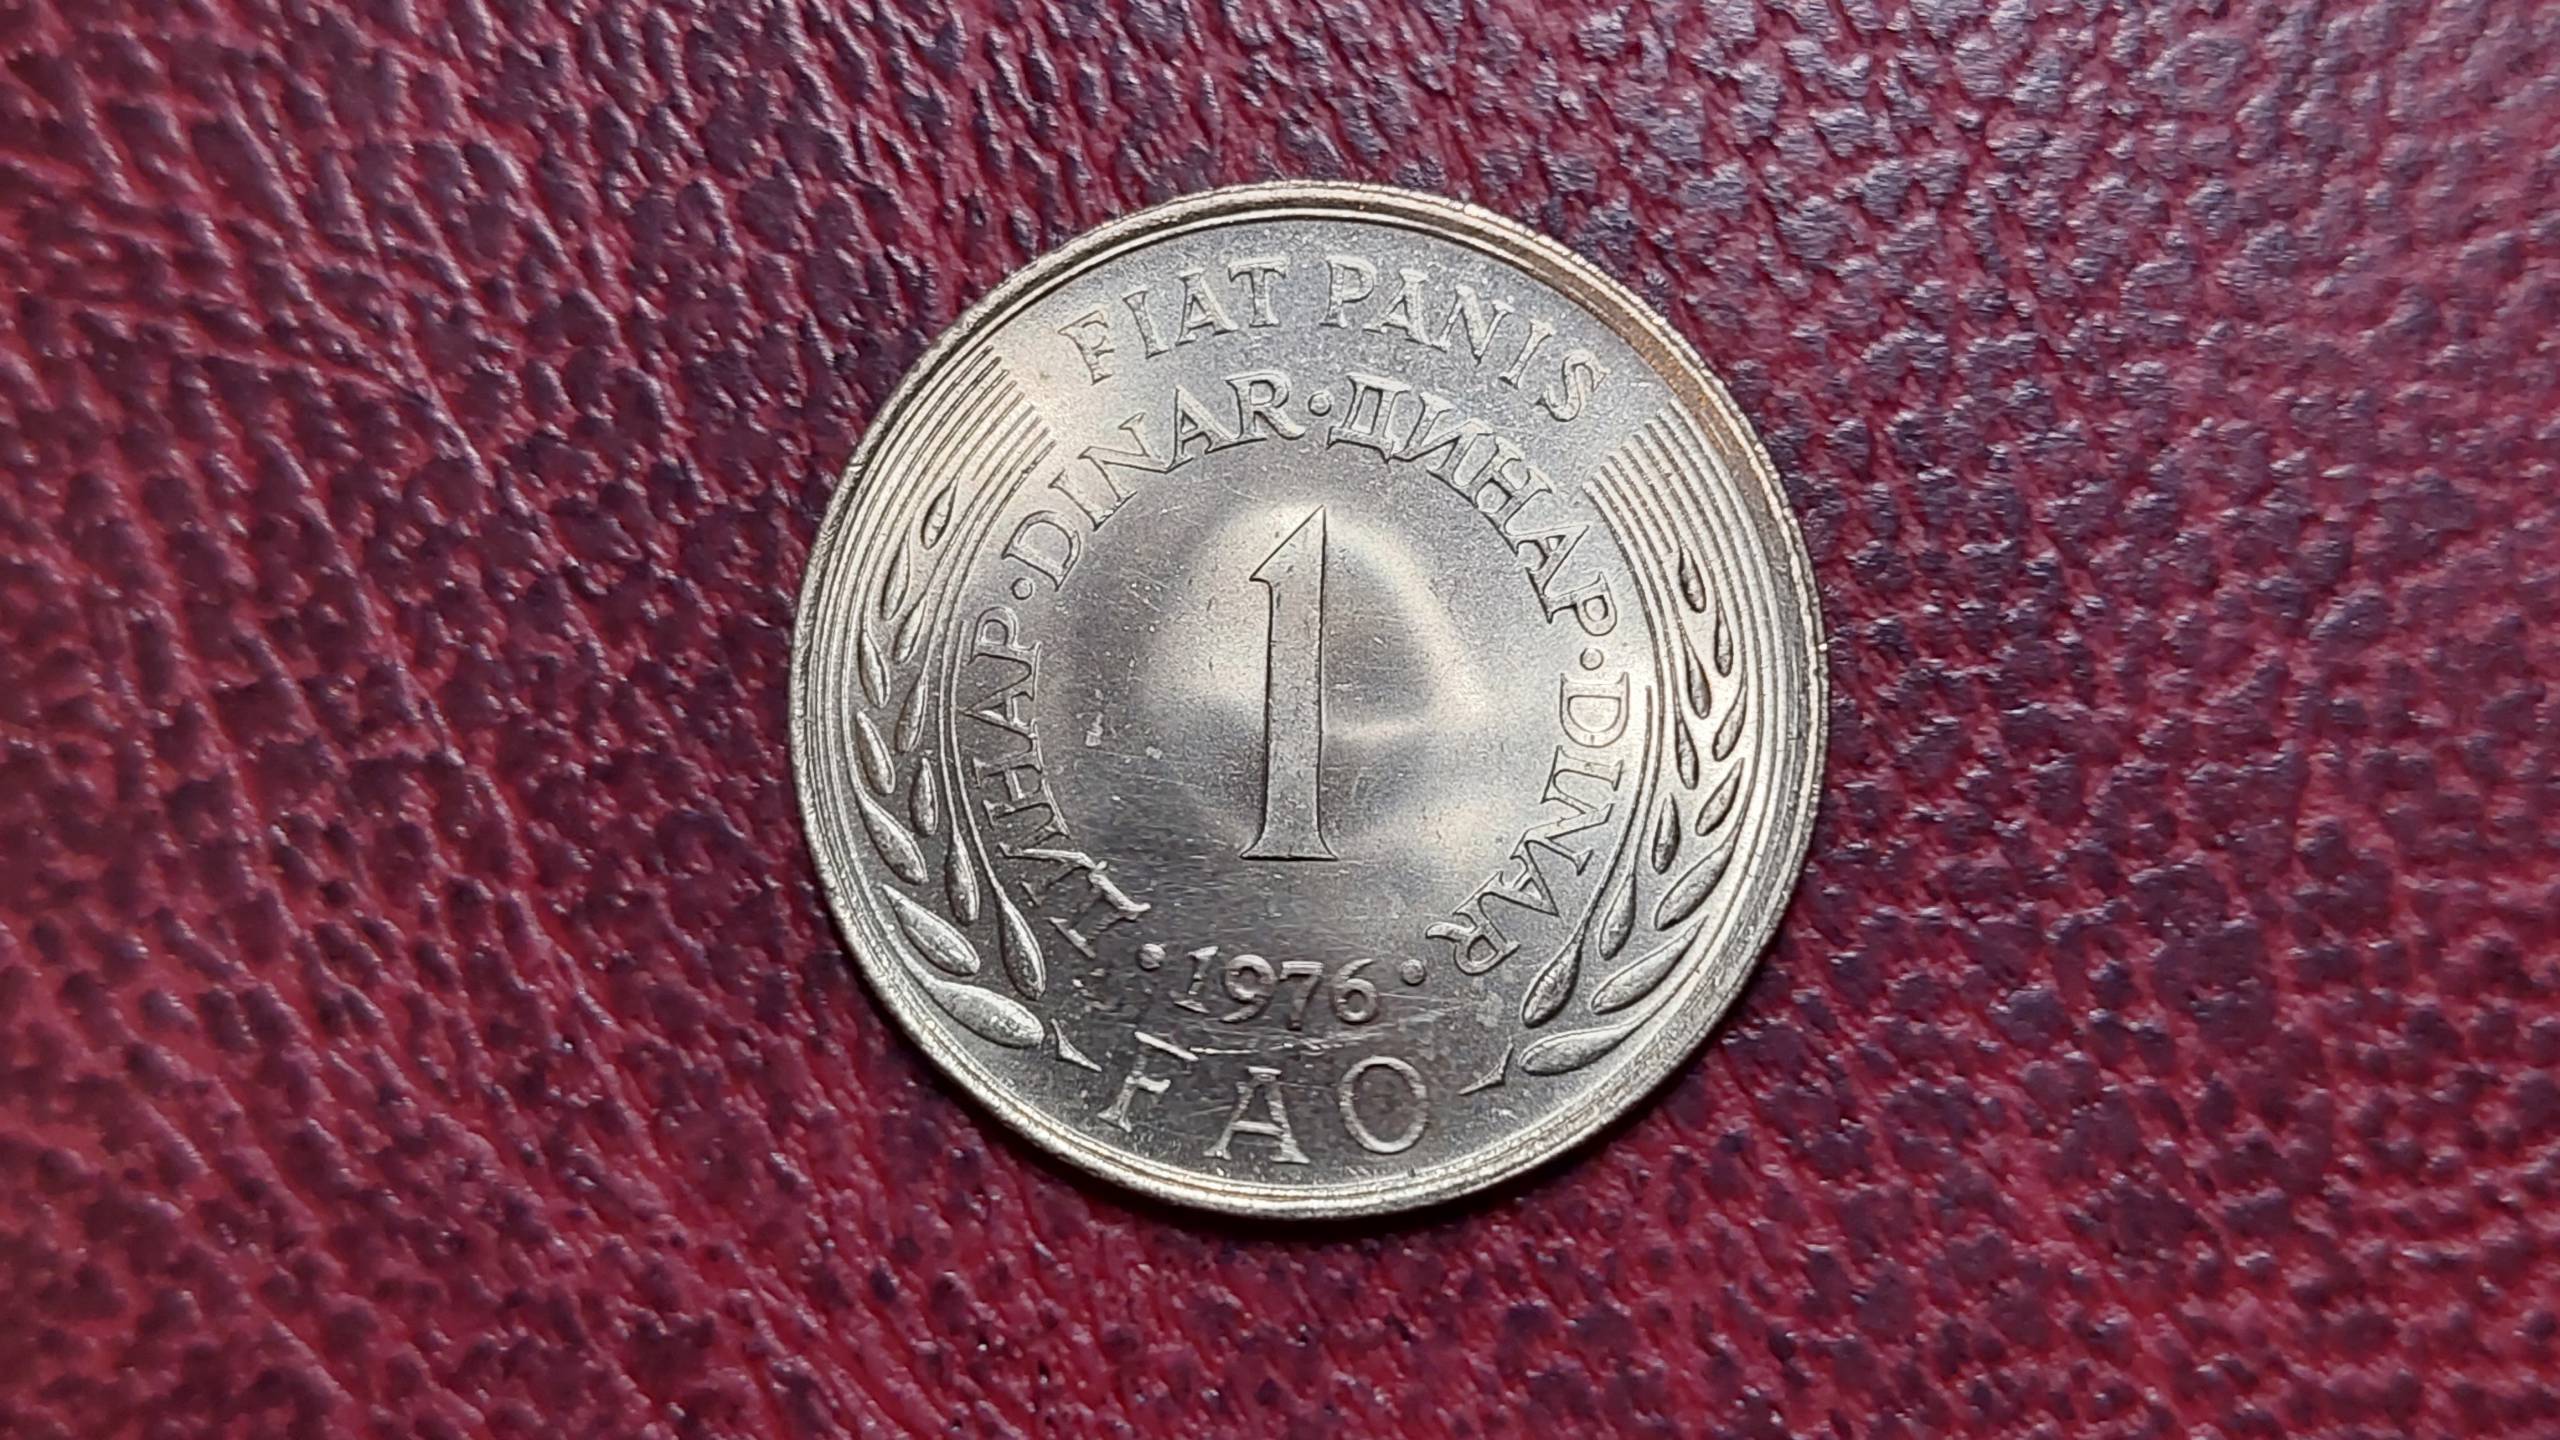 FIAT PANIS
ДИНАР·DINAR·ДИНАР·DINAR
1
·1976·
FAO